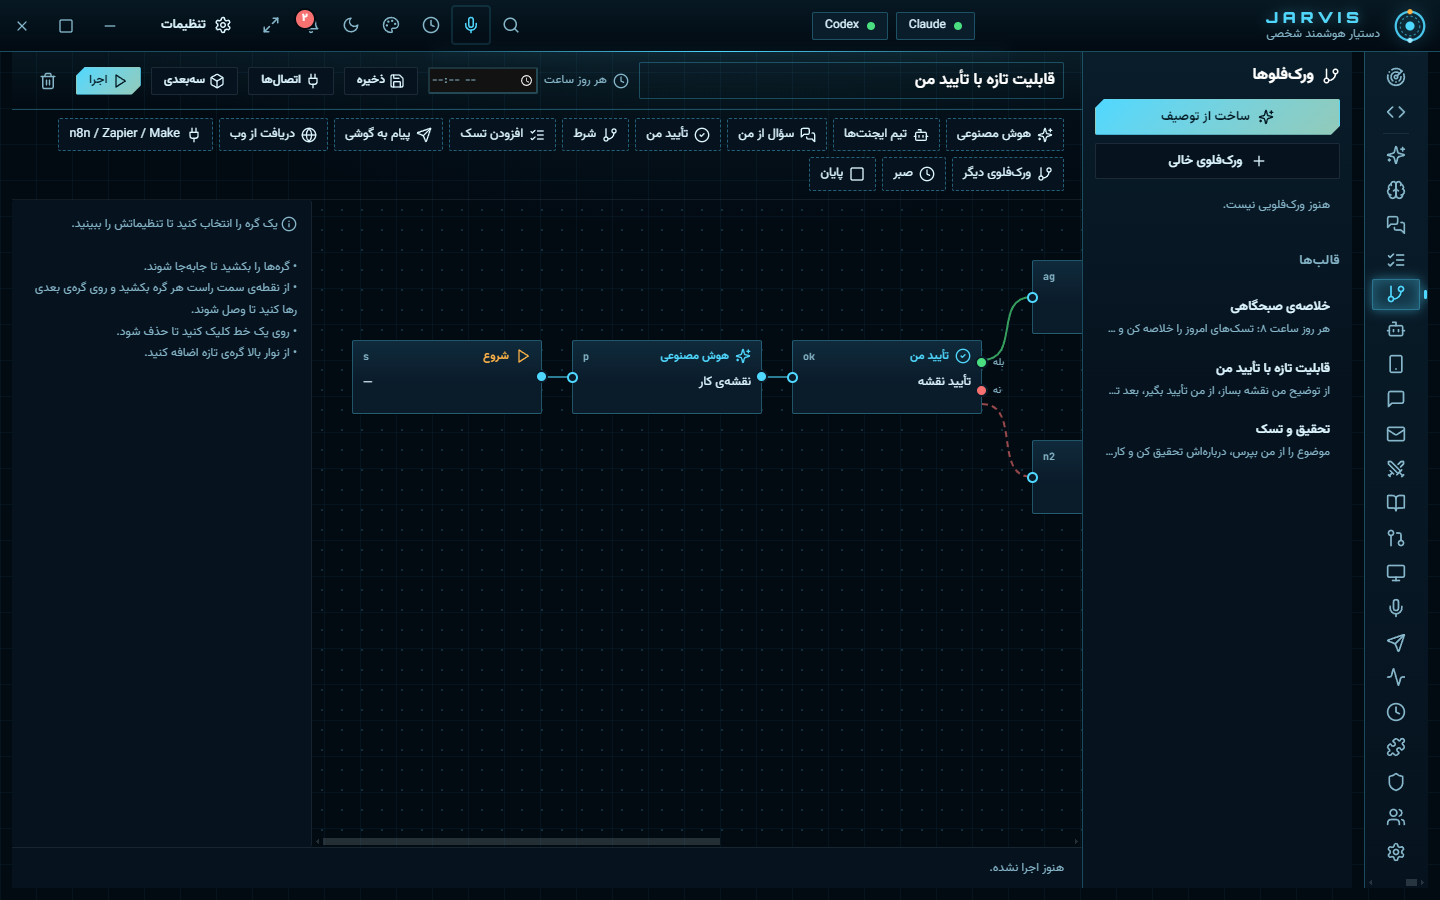 JARVIS
دستیار هوشمند شخصی
Claude
Codex
۲
تنظیمات
ورک‌فلوها
ساخت از توصیف
ورک‌فلوی خالی
هنوز ورک‌فلویی نیست.
قالب‌ها
خلاصه‌ی صبحگاهی
هر روز ساعت ۸: تسک‌های امروز را خلاصه کن و ...
قابلیت تازه با تأیید من
از توضیح من نقشه بساز، از من تأیید بگیر، بعد ت...
تحقیق و تسک
موضوع را از من بپرس، درباره‌اش تحقیق کن و کار...
قابلیت تازه با تأیید من
هر روز ساعت
--:-- --
ذخیره
اتصال‌ها
سه‌بعدی
اجرا
هوش مصنوعی
تیم ایجنت‌ها
سؤال از من
تأیید من
شرط
افزودن تسک
پیام به گوشی
دریافت از وب
n8n / Zapier / Make
ورک‌فلوی دیگر
صبر
پایان
یک گره را انتخاب کنید تا تنظیماتش را ببینید.
• گره‌ها را بکشید تا جابه‌جا شوند.
• از نقطه‌ی سمت راست هر گره بکشید و روی گره‌ی بعدی
رها کنید تا وصل شوند.
• روی یک خط کلیک کنید تا حذف شود.
• از نوار بالا گره‌ی تازه اضافه کنید.
شروع
s
—
هوش مصنوعی
p
نقشه‌ی کار
تأیید من
ok
تأیید نقشه
بله
نه
ag
n2
هنوز اجرا نشده.